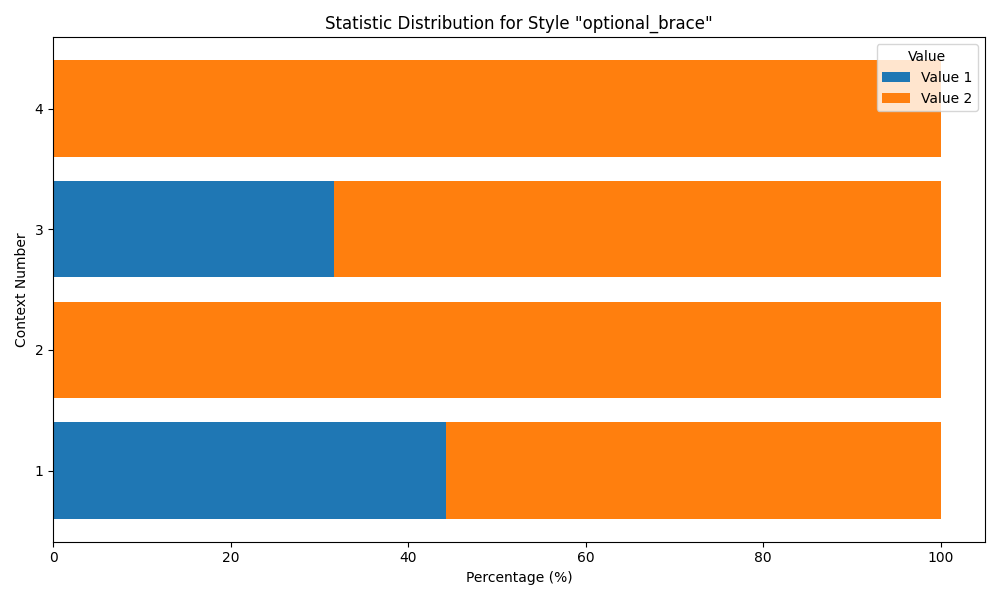 Statistic Distribution for Style "optional_brace"
Value
Value 1
Value 2
4
3
2
1
Context Number
0 20 40 60 80 100
Percentage (%)